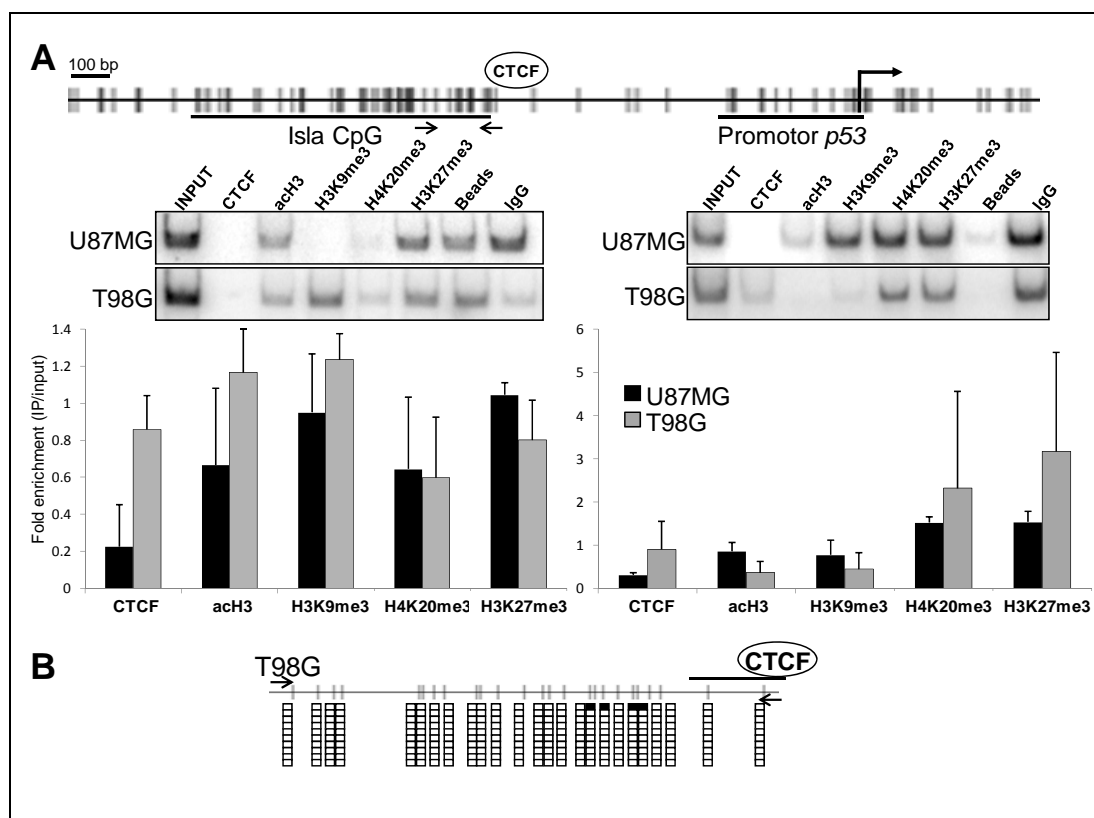 A
100 bp
CTCF
Isla CpG
Promotor p53
INPUT
CTCF
acH3
H3K9me3
H4K20me3
H3K27me3
Beads
IgG
U87MG
T98G
INPUT
CTCF
acH3
H3K9me3
H4K20me3
H3K27me3
Beads
IgG
U87MG
T98G
Fold enrichment (IP/input)
1.4
1.2
1
0.8
0.6
0.4
0.2
0
CTCF acH3 H3K9me3 H4K20me3 H3K27me3
6
5
4
3
2
1
0
U87MG
T98G
CTCF acH3 H3K9me3 H4K20me3 H3K27me3
B
T98G
CTCF